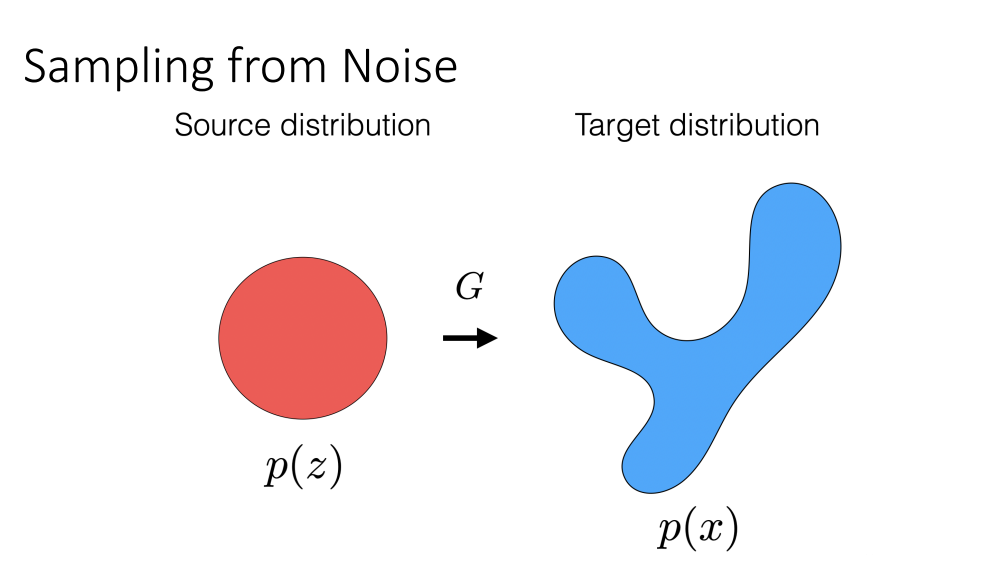 Sampling from Noise
Source distribution
Target distribution
G
p(z)
p(x)